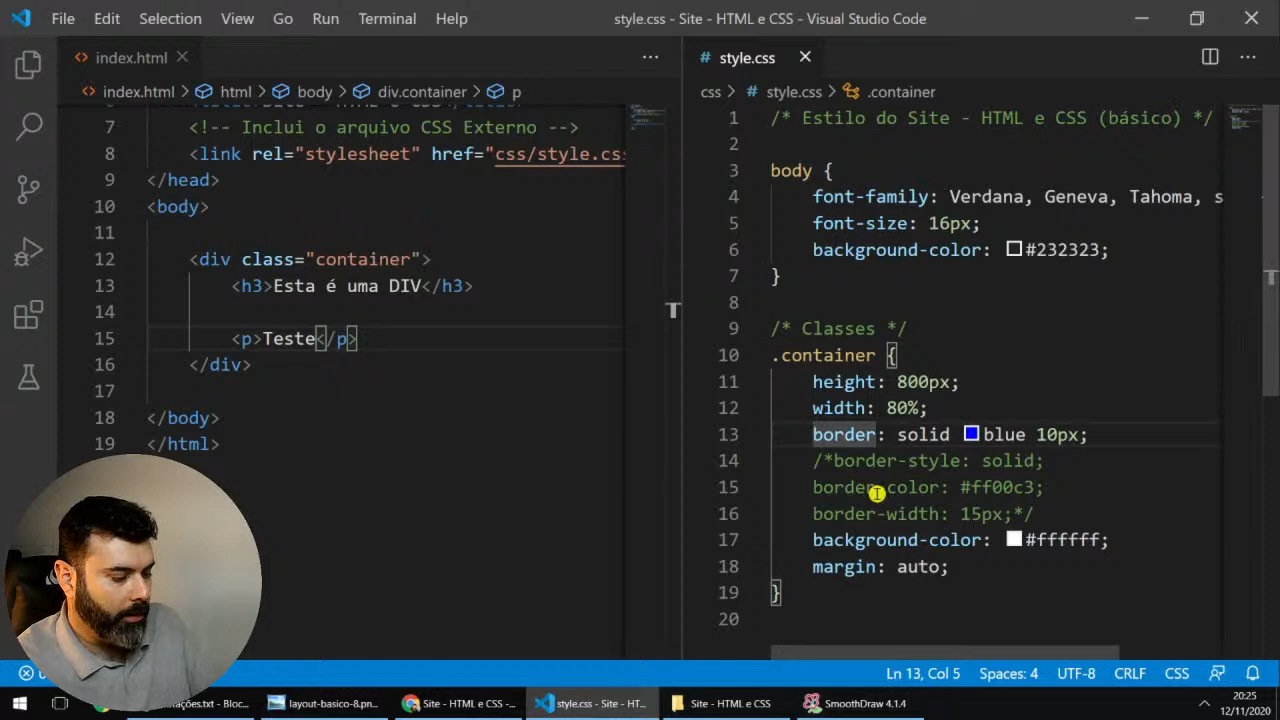 File Edit Selection View Go Run Terminal Help
style.css - Site - HTML e CSS - Visual Studio Code
index.html
index.html > html > body > div.container > p
7 <!-- Inclui o arquivo CSS Externo -->
8 <link rel="stylesheet" href="css/style.css
9 </head>
10 <body>
11
12 <div class="container">
13 <h3>Esta é uma DIV</h3>
14
15 <p>Teste</p>
16 </div>
17
18 </body>
19 </html>
# style.css
css > # style.css > .container
1 /* Estilo do Site - HTML e CSS (básico) */
2
3 body {
4 font-family: Verdana, Geneva, Tahoma, s
5 font-size: 16px;
6 background-color: #232323;
7 }
8
9 /* Classes */
10 .container {
11 height: 800px;
12 width: 80%;
13 border: solid blue 10px;
14 /*border-style: solid;
15 border-color: #ff00c3;
16 border-width: 15px;*/
17 background-color: #ffffff;
18 margin: auto;
19 }
20
Ln 13, Col 5 Spaces: 4 UTF-8 CRLF CSS
tações.txt - Bloc... layout-basico-8.pn... Site - HTML e CSS -... style.css - Site - HT... Site - HTML e CSS SmoothDraw 4.1.4
20:25
12/11/2020